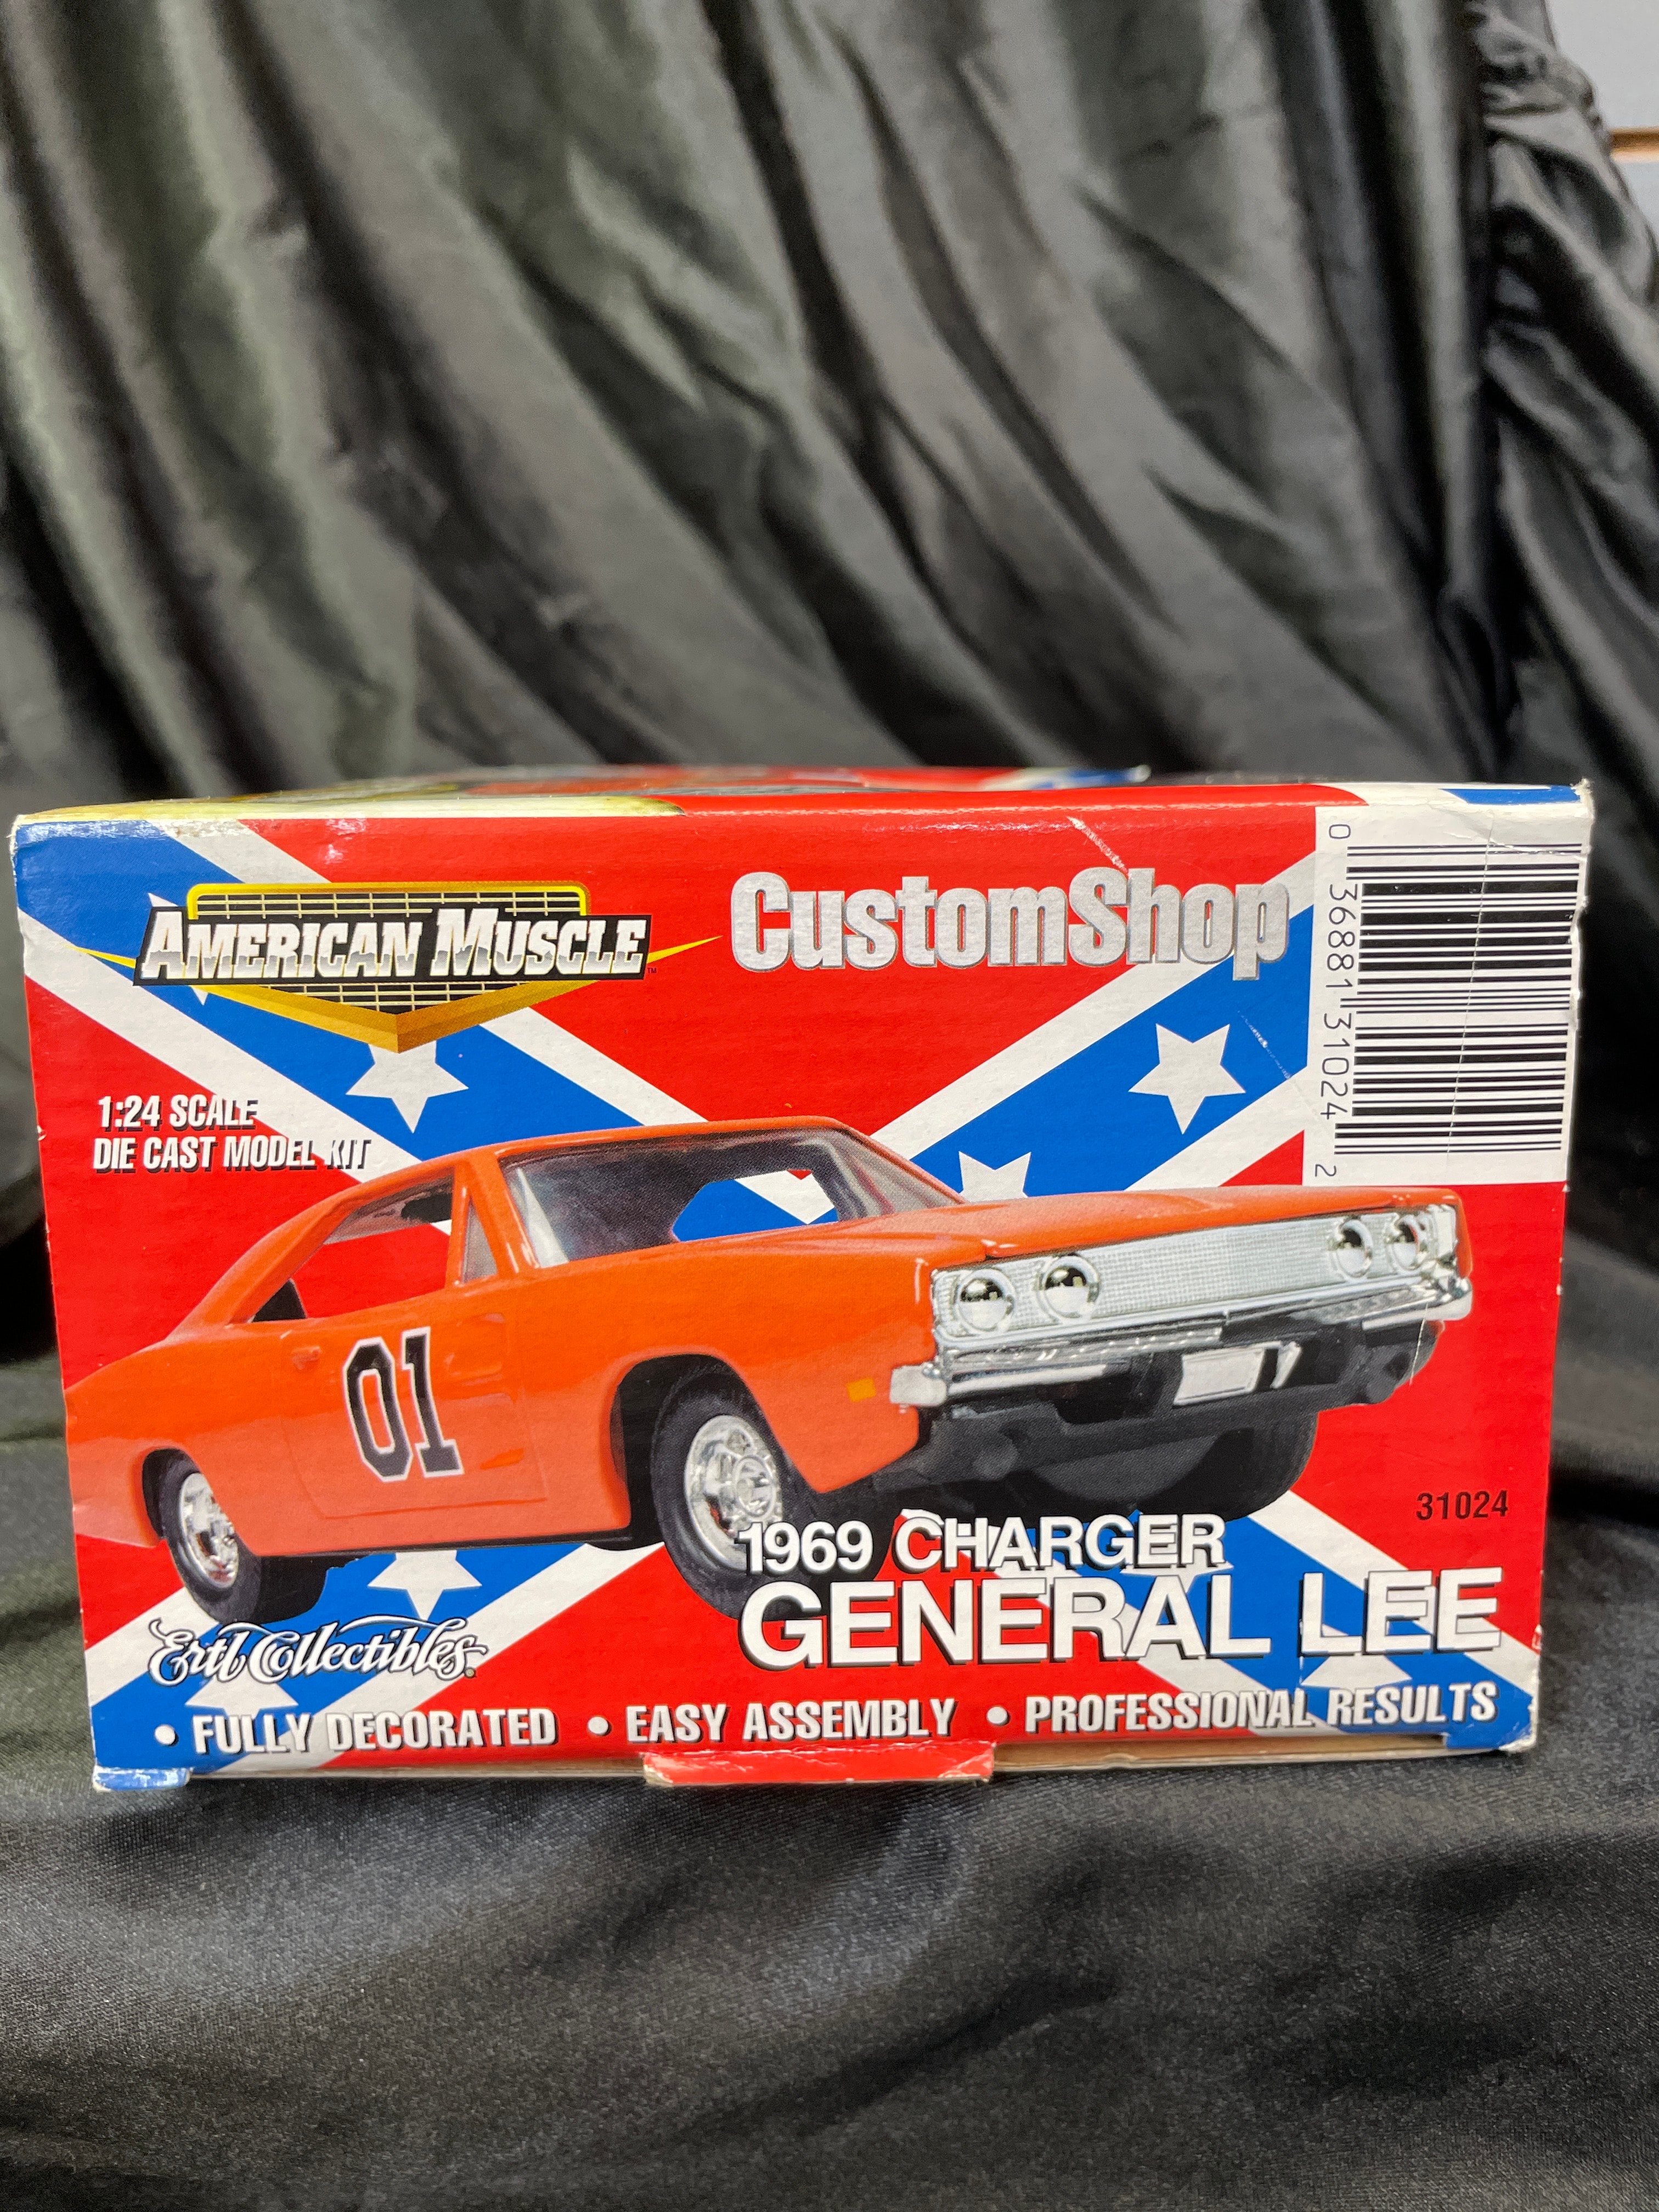 AMERICAN MUSCLE™
CustomShop
0 36881 31024 2
1:24 SCALE
DIE CAST MODEL KIT
01
31024
1969 CHARGER
GENERAL LEE
Ertl Collectibles®
• FULLY DECORATED • EASY ASSEMBLY • PROFESSIONAL RESULTS